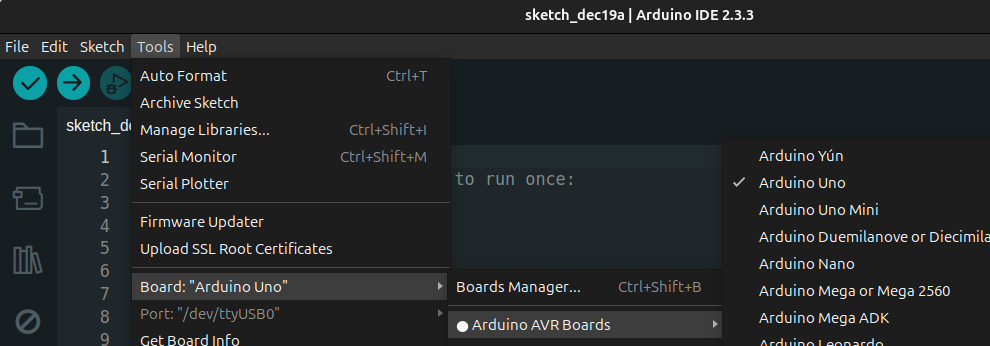 sketch_dec19a | Arduino IDE 2.3.3
File Edit Sketch Tools Help
Auto Format Ctrl+T
Archive Sketch
Manage Libraries... Ctrl+Shift+I
Serial Monitor Ctrl+Shift+M
Serial Plotter
Firmware Updater
Upload SSL Root Certificates
Board: "Arduino Uno"
Port: "/dev/ttyUSB0"
Get Board Info
sketch_de
1
2
3
4
5
6
7
8
9
to run once:
Boards Manager... Ctrl+Shift+B
Arduino AVR Boards
Arduino Yún
Arduino Uno
Arduino Uno Mini
Arduino Duemilanove or Diecimila
Arduino Nano
Arduino Mega or Mega 2560
Arduino Mega ADK
Arduino Leonardo